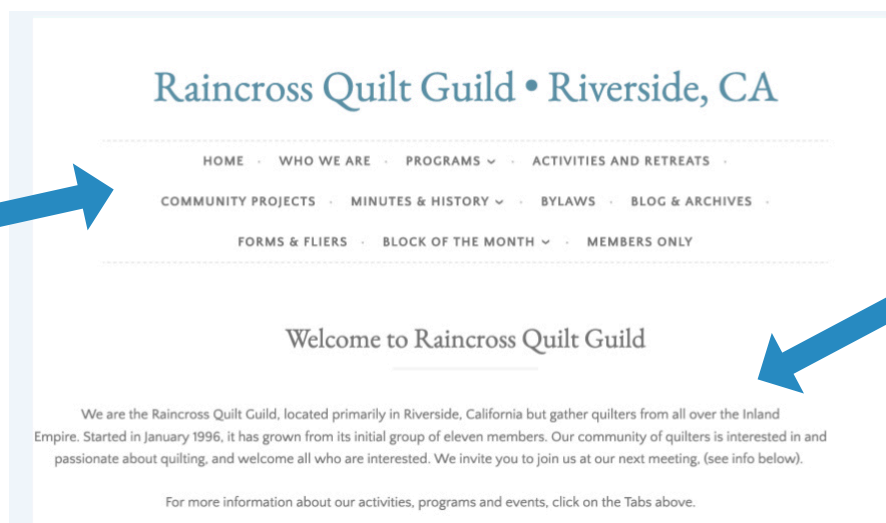 Raincross Quilt Guild • Riverside, CA
HOME · WHO WE ARE · PROGRAMS · ACTIVITIES AND RETREATS ·
COMMUNITY PROJECTS · MINUTES & HISTORY · BYLAWS · BLOG & ARCHIVES ·
FORMS & FLIERS · BLOCK OF THE MONTH · MEMBERS ONLY
Welcome to Raincross Quilt Guild
We are the Raincross Quilt Guild, located primarily in Riverside, California but gather quilters from all over the Inland
Empire. Started in January 1996, it has grown from its initial group of eleven members. Our community of quilters is interested in and
passionate about quilting, and welcome all who are interested. We invite you to join us at our next meeting, (see info below).
For more information about our activities, programs and events, click on the Tabs above.